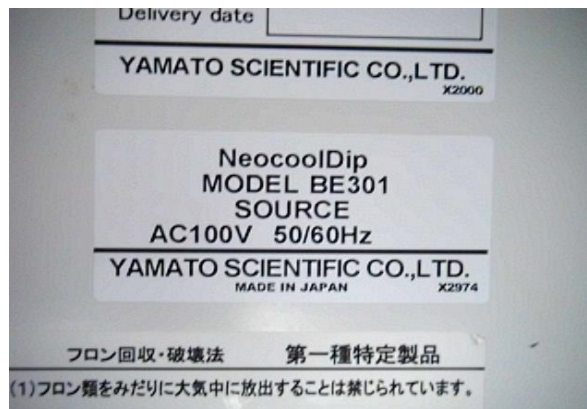 Delivery date
YAMATO SCIENTIFIC CO.,LTD.
X2000
NeocoolDip
MODEL BE301
SOURCE
AC100V 50/60Hz
YAMATO SCIENTIFIC CO.,LTD.
MADE IN JAPAN X2974
フロン回収・破壊法 第一種特定製品
(1)フロン類をみだりに大気中に放出することは禁じられています。